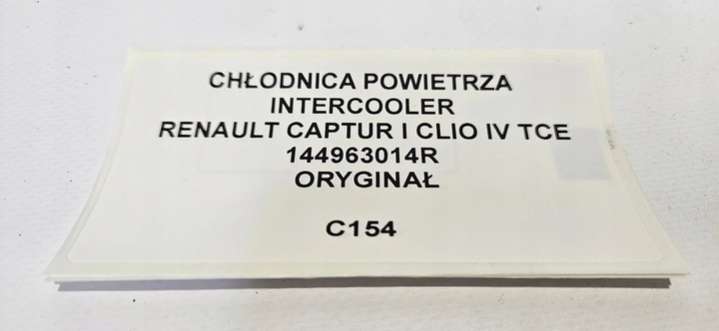 CHŁODNICA POWIETRZA
INTERCOOLER
RENAULT CAPTUR I CLIO IV TCE
144963014R
ORYGINAŁ
C154